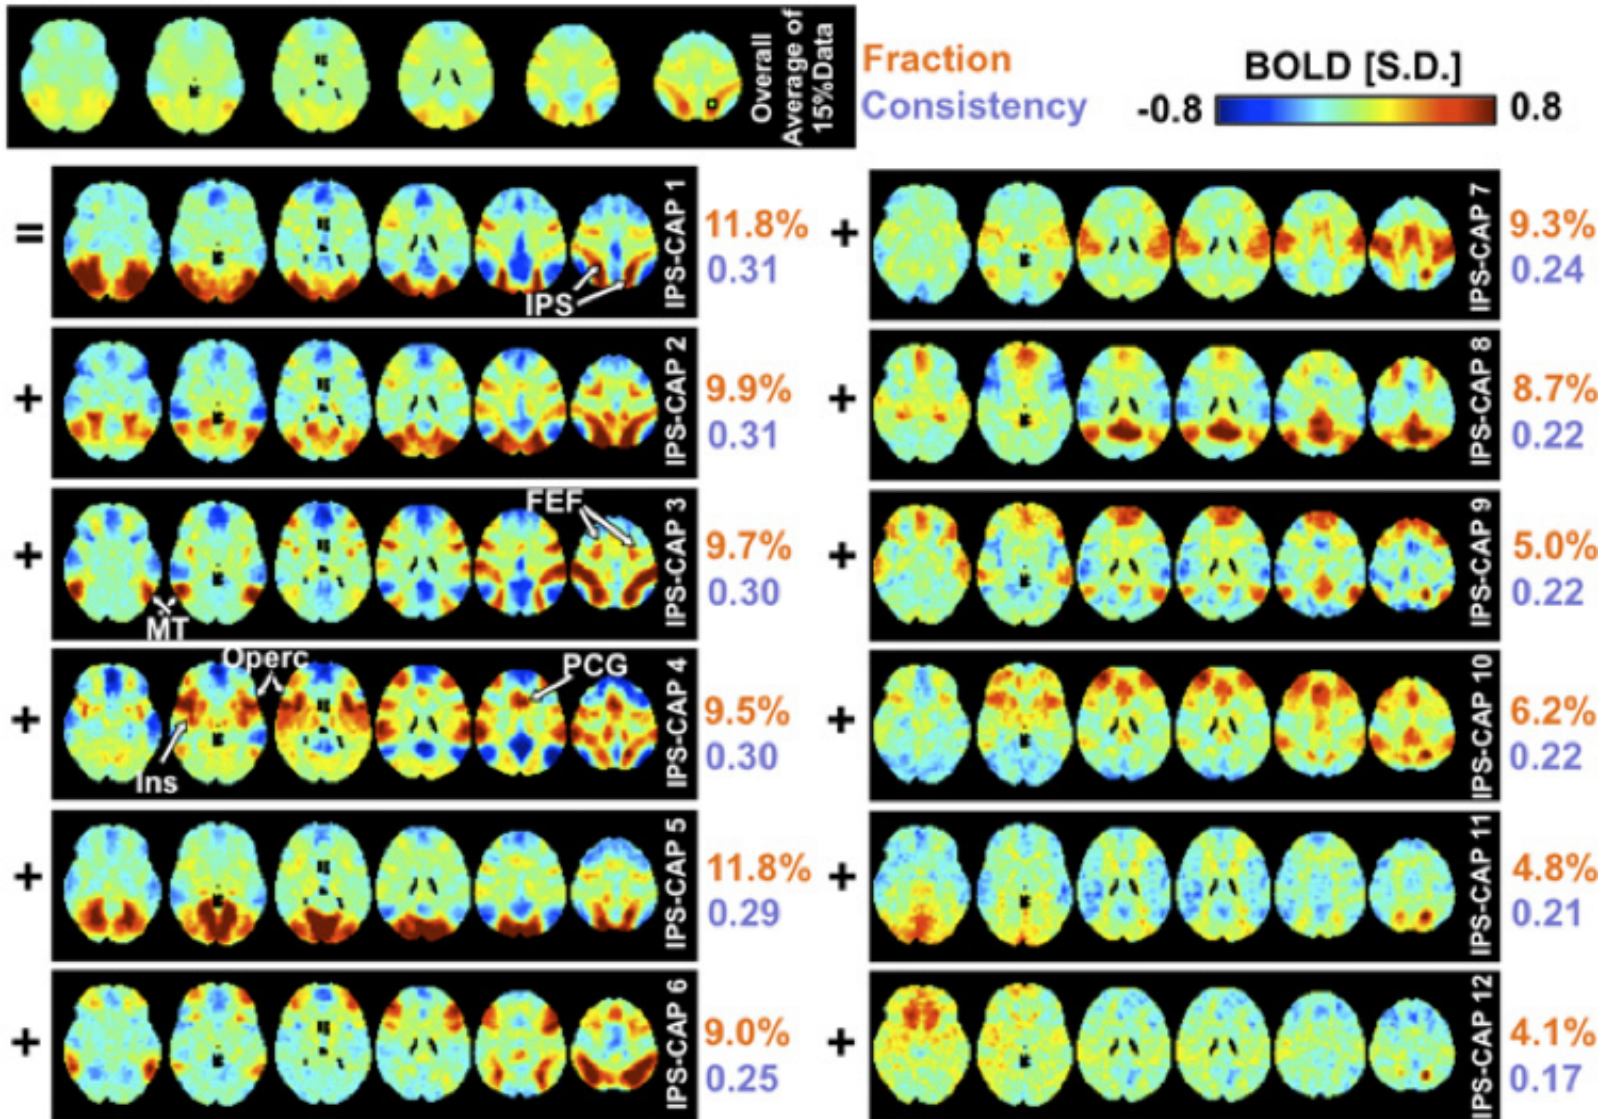 Overall
Average of
15%Data
Fraction
Consistency
BOLD [S.D.]
-0.8
0.8
=
IPS-CAP 1
11.8%
0.31
IPS
+
IPS-CAP 2
9.9%
0.31
+
IPS-CAP 3
9.7%
0.30
FEF
MT
+
IPS-CAP 4
9.5%
0.30
Operc
PCG
Ins
+
IPS-CAP 5
11.8%
0.29
+
IPS-CAP 6
9.0%
0.25
+
IPS-CAP 7
9.3%
0.24
+
IPS-CAP 8
8.7%
0.22
+
IPS-CAP 9
5.0%
0.22
+
IPS-CAP 10
6.2%
0.22
+
IPS-CAP 11
4.8%
0.21
+
IPS-CAP 12
4.1%
0.17